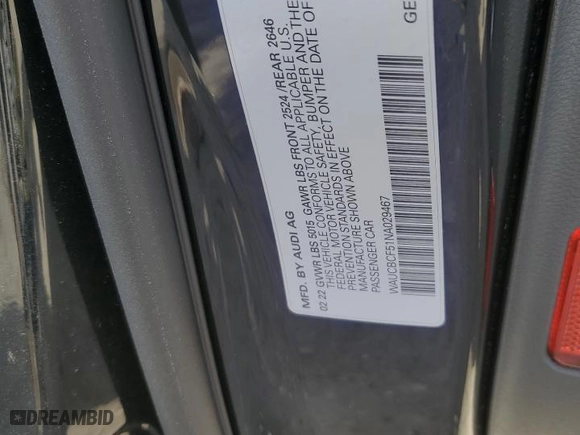 MFD. BY AUDI AG
02 22 GVWR LBS 5015 GAWR LBS FRONT 2524 /REAR 2646
THIS VEHICLE CONFORMS TO ALL APPLICABLE U.S.
FEDERAL MOTOR VEHICLE SAFETY, BUMPER AND THE
PREVENTION STANDARDS IN EFFECT ON THE DATE OF
MANUFACTURE SHOWN ABOVE
PASSENGER CAR
WAUCBCF51NA029467
GE
DREAMBID